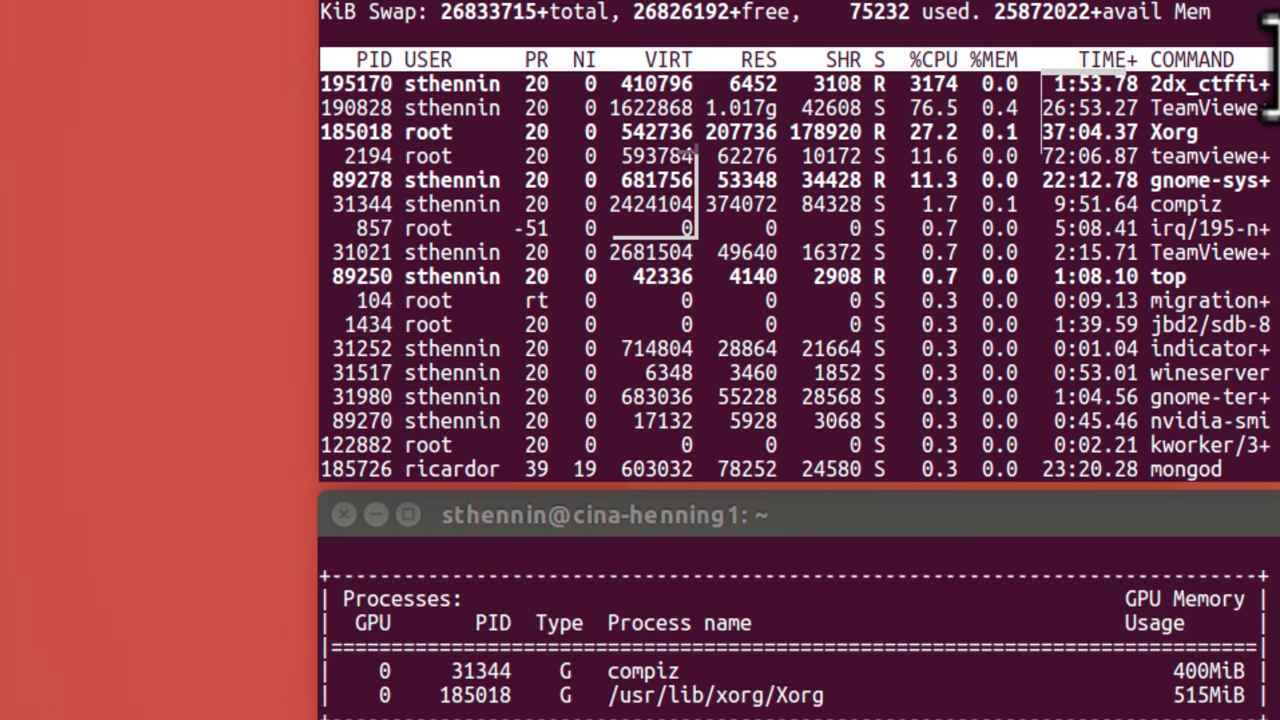 KiB Swap: 26833715+total, 26826192+free, 75232 used. 25872022+avail Mem
PID USER PR NI VIRT RES SHR S %CPU %MEM TIME+ COMMAND
195170 sthennin 20 0 410796 6452 3108 R 3174 0.0 1:53.78 2dx_ctffi+
190828 sthennin 20 0 1622868 1.017g 42608 S 76.5 0.4 26:53.27 TeamViewe+
185018 root 20 0 542736 207736 178920 R 27.2 0.1 37:04.37 Xorg
2194 root 20 0 593784 62276 10172 S 11.6 0.0 72:06.87 teamviewe+
89278 sthennin 20 0 681756 53348 34428 R 11.3 0.0 22:12.78 gnome-sys+
31344 sthennin 20 0 2424104 374072 84328 S 1.7 0.1 9:51.64 compiz
857 root -51 0 0 0 0 S 0.7 0.0 5:08.41 irq/195-n+
31021 sthennin 20 0 2681504 49640 16372 S 0.7 0.0 2:15.71 TeamViewe+
89250 sthennin 20 0 42336 4140 2908 R 0.7 0.0 1:08.10 top
104 root rt 0 0 0 0 S 0.3 0.0 0:09.13 migration+
1434 root 20 0 0 0 0 S 0.3 0.0 1:39.59 jbd2/sdb-8
31252 sthennin 20 0 714804 28864 21664 S 0.3 0.0 0:01.04 indicator+
31517 sthennin 20 0 6348 3460 1852 S 0.3 0.0 0:53.01 wineserver
31980 sthennin 20 0 683036 55228 28568 S 0.3 0.0 1:04.56 gnome-ter+
89270 sthennin 20 0 17132 5928 3068 S 0.3 0.0 0:45.46 nvidia-smi
122882 root 20 0 0 0 0 S 0.3 0.0 0:02.21 kworker/3+
185726 ricardor 39 19 603032 78252 24580 S 0.3 0.0 23:20.28 mongod
sthennin@cina-henning1: ~
Processes: GPU Memory
GPU PID Type Process name Usage
0 31344 G compiz 400MiB
0 185018 G /usr/lib/xorg/Xorg 515MiB